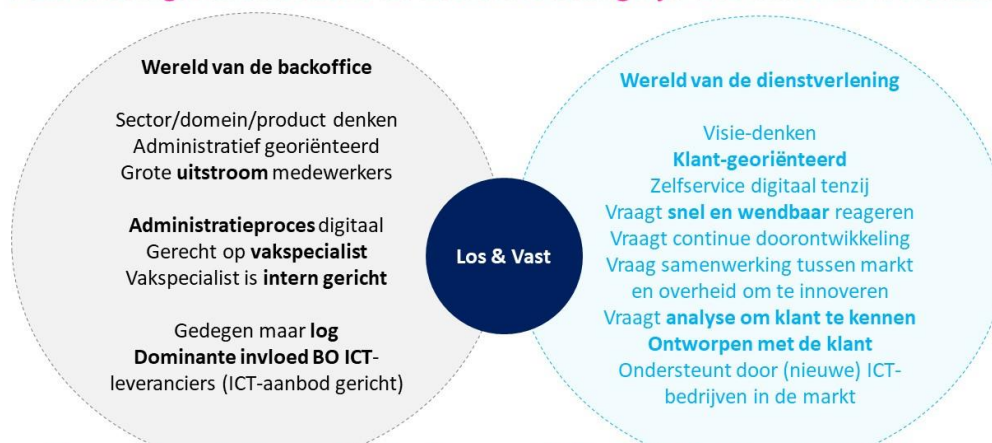 Wereld van de backoffice
Sector/domein/product denken
Administratief georiënteerd
Grote uitstroom medewerkers
Administratieproces digitaal
Gerecht op vakspecialist
Vakspecialist is intern gericht
Gedegen maar log
Dominante invloed BO ICT-
leveranciers (ICT-aanbod gericht)
Los & Vast
Wereld van de dienstverlening
Visie-denken
Klant-georiënteerd
Zelfservice digitaal tenzij
Vraagt snel en wendbaar reageren
Vraagt continue doorontwikkeling
Vraag samenwerking tussen markt
en overheid om te innoveren
Vraagt analyse om klant te kennen
Ontworpen met de klant
Ondersteunt door (nieuwe) ICT-
bedrijven in de markt